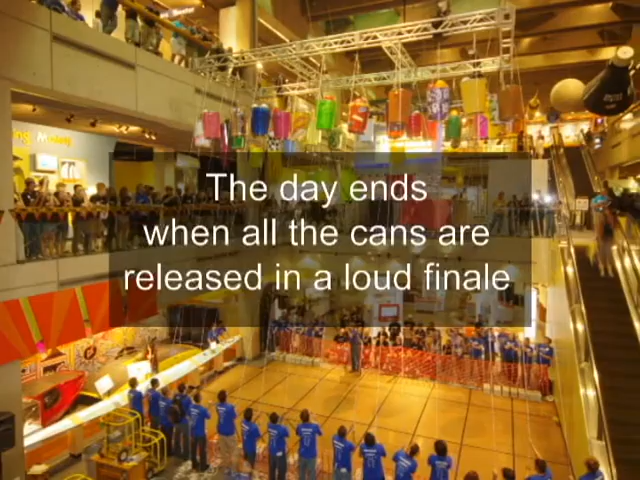 The day ends
when all the cans are
released in a loud finale